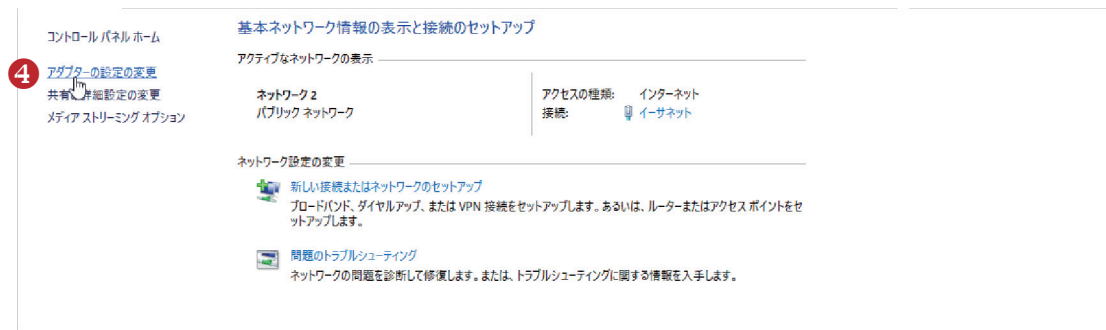 コントロール パネル ホーム
4
アダプターの設定の変更
共有の詳細設定の変更
メディア ストリーミング オプション
基本ネットワーク情報の表示と接続のセットアップ
アクティブなネットワークの表示
ネットワーク 2
パブリック ネットワーク
アクセスの種類: インターネット
接続: イーサネット
ネットワーク設定の変更
新しい接続またはネットワークのセットアップ
ブロードバンド、ダイヤルアップ、または VPN 接続をセットアップします。あるいは、ルーターまたはアクセス ポイントをセ
ットアップします。
問題のトラブルシューティング
ネットワークの問題を診断して修復します。または、トラブルシューティングに関する情報を入手します。